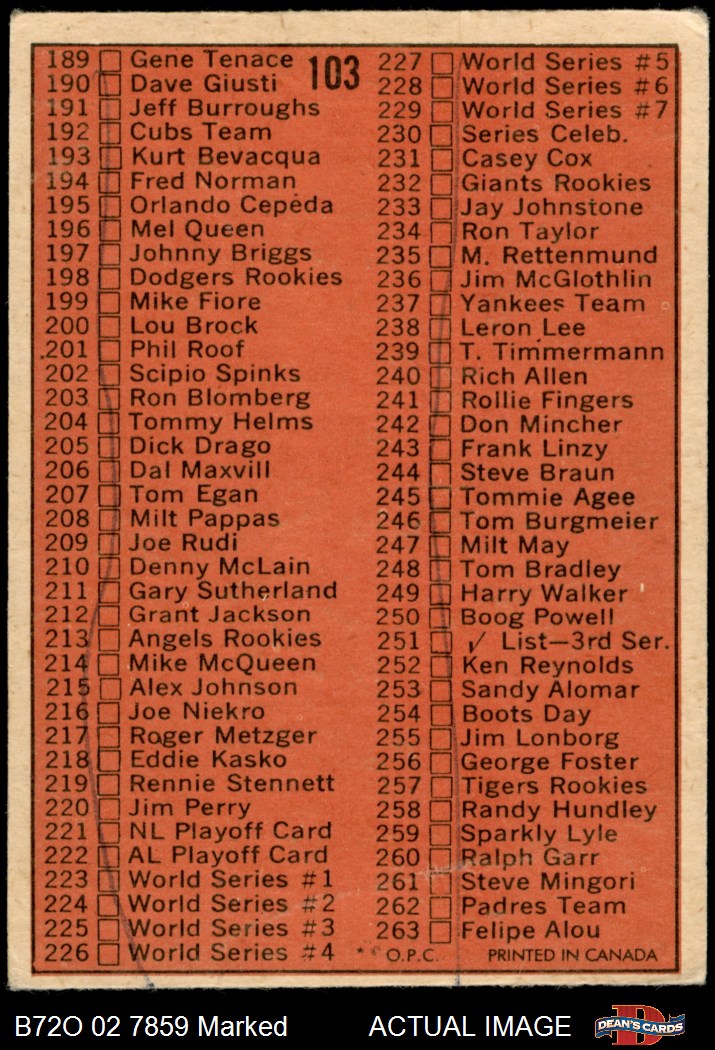 103
189 Gene Tenace
190 Dave Giusti
191 Jeff Burroughs
192 Cubs Team
193 Kurt Bevacqua
194 Fred Norman
195 Orlando Cepeda
196 Mel Queen
197 Johnny Briggs
198 Dodgers Rookies
199 Mike Fiore
200 Lou Brock
201 Phil Roof
202 Scipio Spinks
203 Ron Blomberg
204 Tommy Helms
205 Dick Drago
206 Dal Maxvill
207 Tom Egan
208 Milt Pappas
209 Joe Rudi
210 Denny McLain
211 Gary Sutherland
212 Grant Jackson
213 Angels Rookies
214 Mike McQueen
215 Alex Johnson
216 Joe Niekro
217 Roger Metzger
218 Eddie Kasko
219 Rennie Stennett
220 Jim Perry
221 NL Playoff Card
222 AL Playoff Card
223 World Series #1
224 World Series #2
225 World Series #3
226 World Series #4
227 World Series #5
228 World Series #6
229 World Series #7
230 Series Celeb.
231 Casey Cox
232 Giants Rookies
233 Jay Johnstone
234 Ron Taylor
235 M. Rettenmund
236 Jim McGlothlin
237 Yankees Team
238 Leron Lee
239 T. Timmermann
240 Rich Allen
241 Rollie Fingers
242 Don Mincher
243 Frank Linzy
244 Steve Braun
245 Tommie Agee
246 Tom Burgmeier
247 Milt May
248 Tom Bradley
249 Harry Walker
250 Boog Powell
251 ✓ List—3rd Ser.
252 Ken Reynolds
253 Sandy Alomar
254 Boots Day
255 Jim Lonborg
256 George Foster
257 Tigers Rookies
258 Randy Hundley
259 Sparkly Lyle
260 Ralph Garr
261 Steve Mingori
262 Padres Team
263 Felipe Alou
* * O.P.C. PRINTED IN CANADA
B72O 02 7859 Marked ACTUAL IMAGE
DEAN'S CARDS